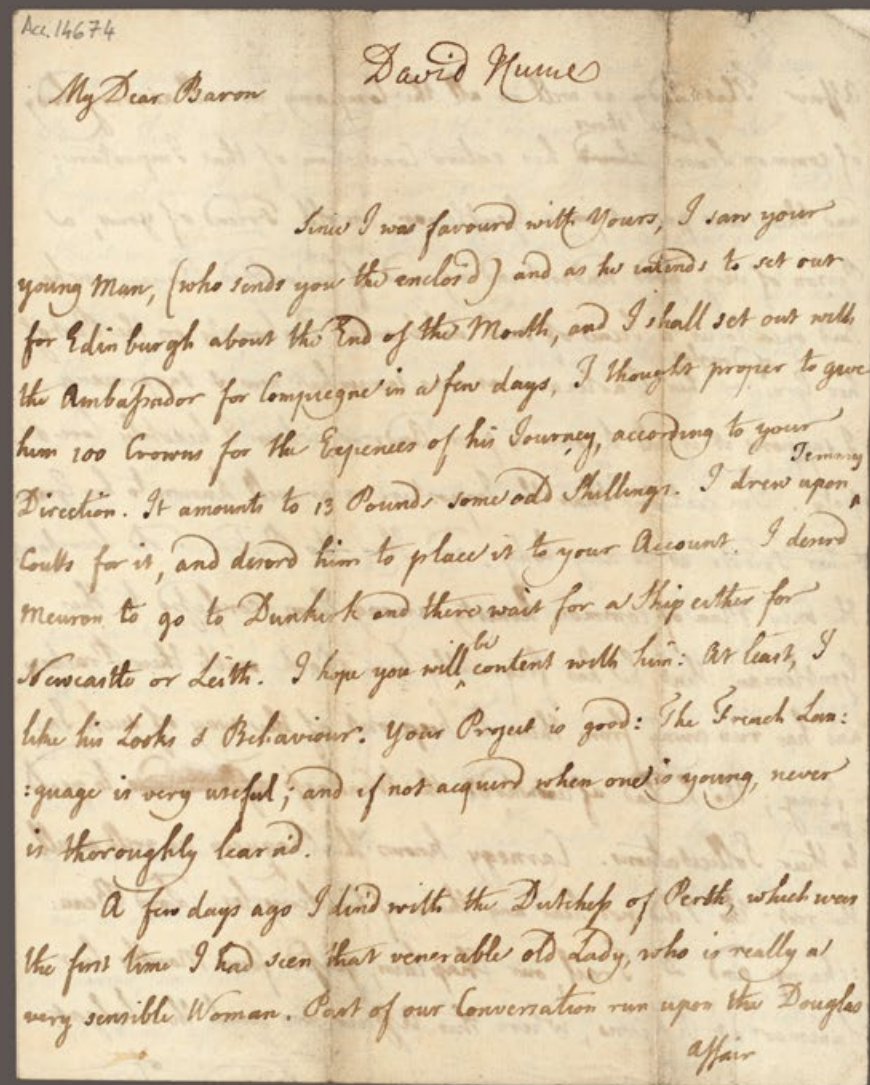 Acc. 14674
David Hume
My Dear Baron
Since I was favourd with Yours, I saw your
young Man, (who sends you the enclos'd) and as he intends to set out
for Edinburgh about the End of the Month, and I shall set out with
the Ambassador for Compiegne in a few days, I thought proper to give
him 100 Crowns for the Expences of his Journey, according to your
Direction. It amounts to 13 Pounds some odd Shillings. I drew upon ^ Jemmy
Coutts for it, and desird him to place it to your Account. I desird
Meuron to go to Dunkirk and there wait for a Ship either for
Newcastle or Leith. I hope you will ^ be content with him: At least, I
like his Looks & Behaviour. Your Project is good: The French Lan:
:guage is very useful; and if not acquird when one is young, never
is thoroughly learn'd.
A few days ago I dind with the Dutchess of Perth, which was
the first time I had seen that venerable old Lady, who is really a
very sensible Woman. Part of our Conversation run upon the Douglas
Affair